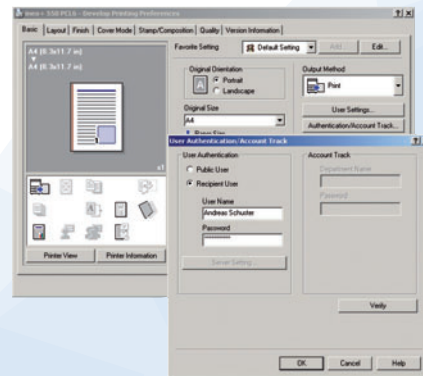 ineo+ 350 PCL6 - Develop Printing Preferences
Basic Layout Finish Cover Mode Stamp/Composition Quality Version Information
A4 (8.3x11.7 in)
A4 (8.3x11.7 in)
x1
Printer View Printer Information
Favorite Setting Default Setting Add... Edit...
Original Orientation
Portrait
Landscape
Output Method
Print
Original Size
A4
User Settings...
Authentication/Account Track...
User Authentication/Account Track
User Authentication
Public User
Recipient User
User Name
Andreas Schuster
Password
Server Setting...
Account Track
Department Name
Password
Verify
OK Cancel Help